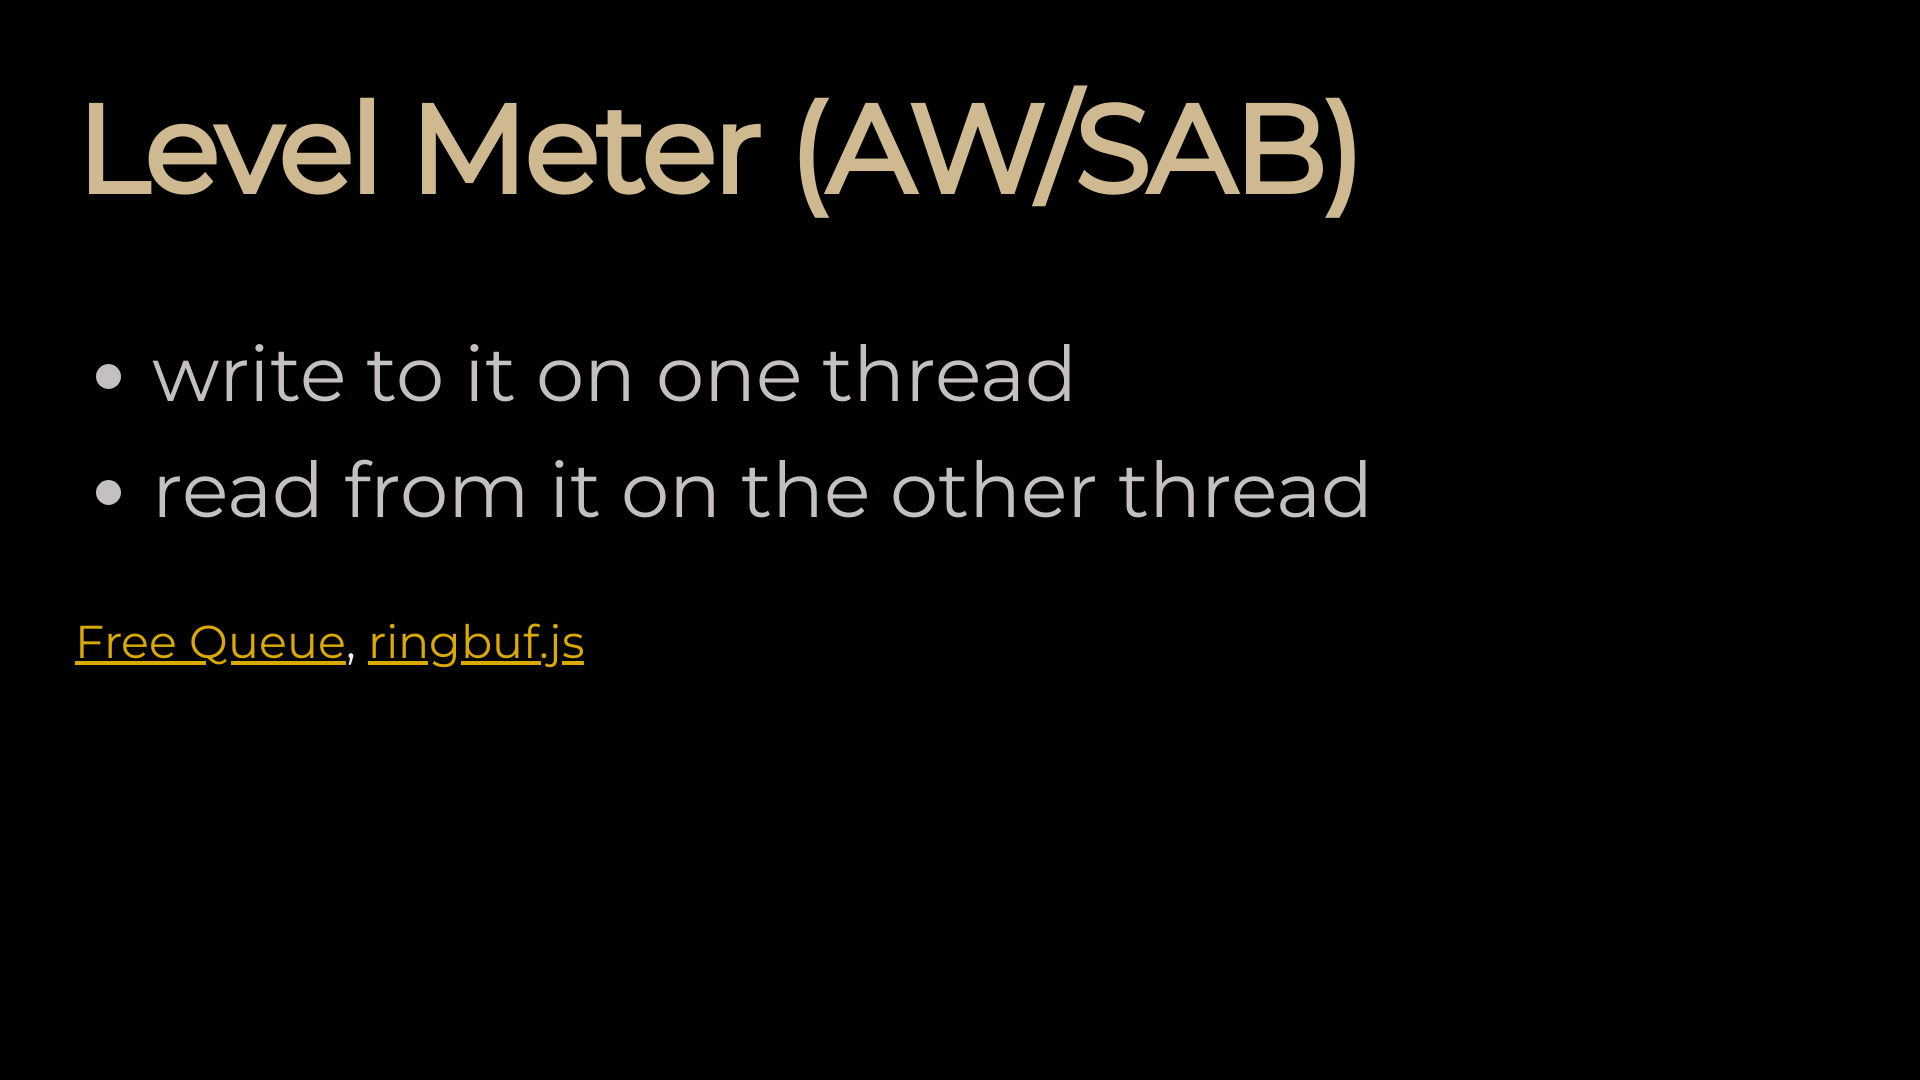 Level Meter (AW/SAB)
• write to it on one thread
• read from it on the other thread
Free Queue, ringbuf.js